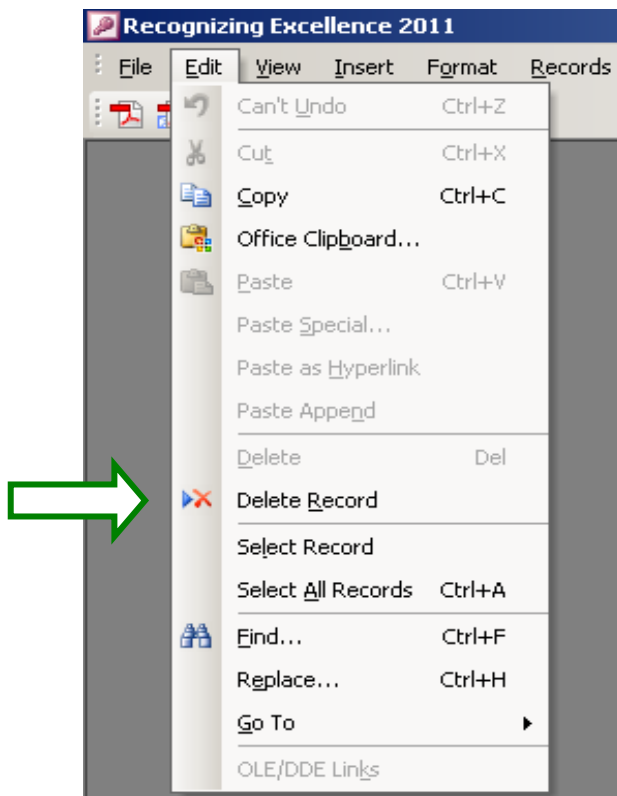 Recognizing Excellence 2011
File Edit View Insert Format Records
Can't Undo Ctrl+Z
Cut Ctrl+X
Copy Ctrl+C
Office Clipboard...
Paste Ctrl+V
Paste Special...
Paste as Hyperlink
Paste Append
Delete Del
Delete Record
Select Record
Select All Records Ctrl+A
Find... Ctrl+F
Replace... Ctrl+H
Go To
OLE/DDE Links